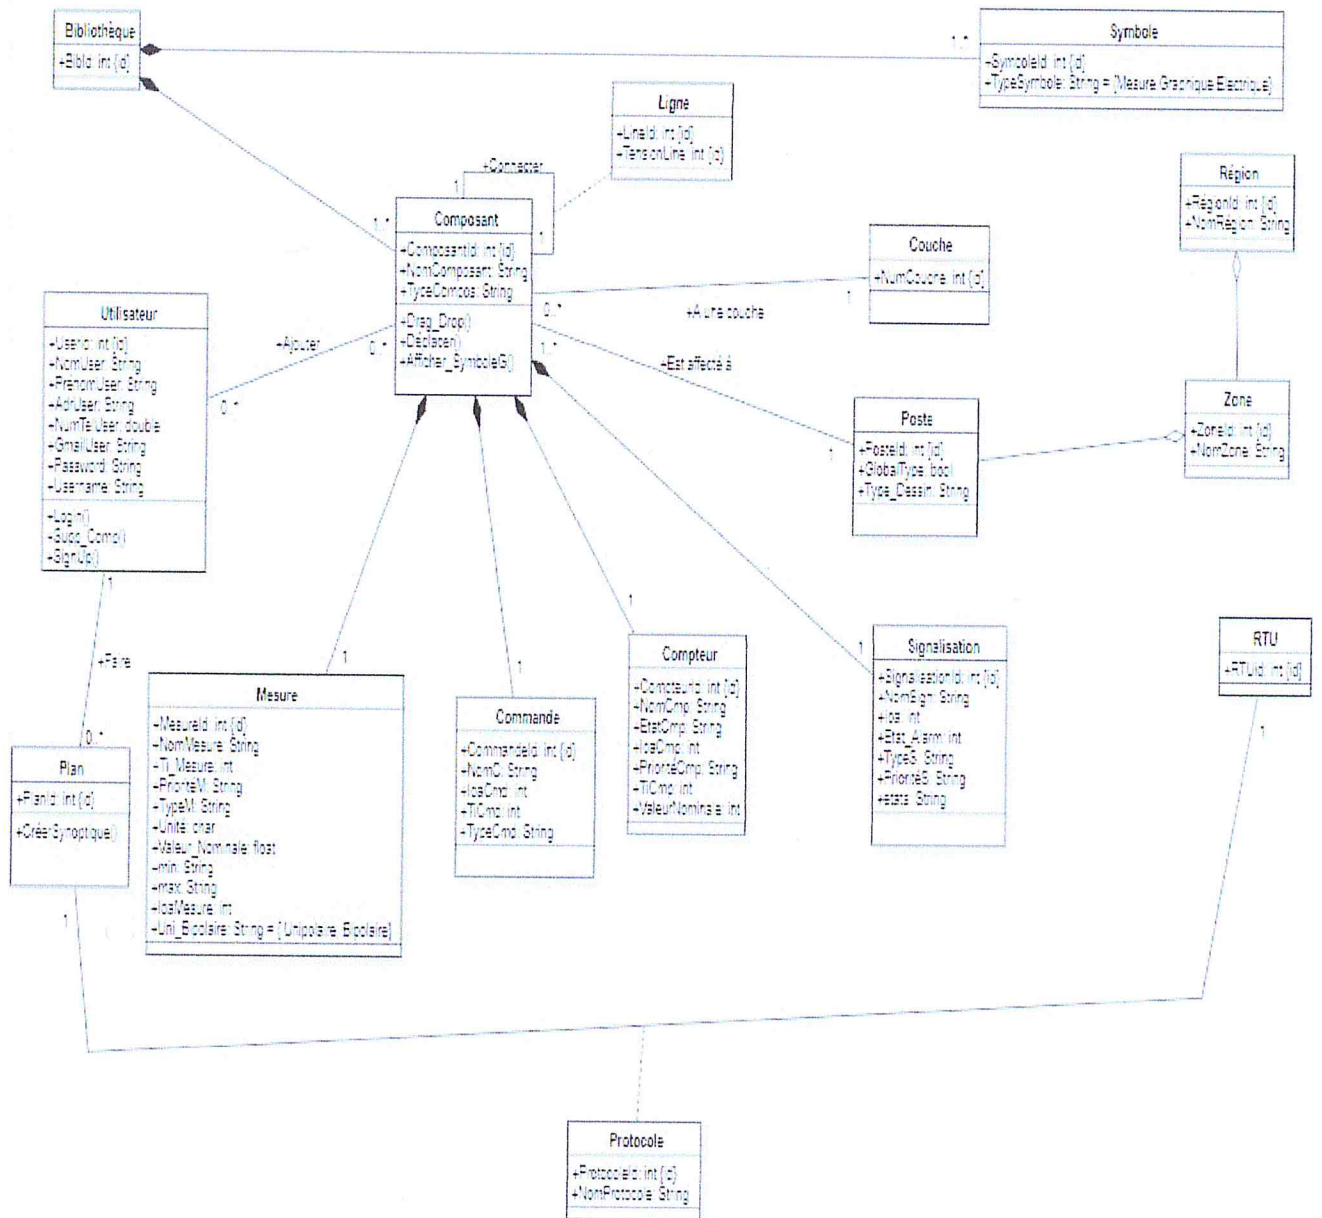 Bibliothèque
+BibId: int {id}
1..*
Symbole
+SymboleId: int {id}
+TypeSymbole: String = {Mesure,Graphique,Electrique}
Ligne
+LineId: int {id}
+TensionLine: int {id}
+Connecter
1
1
1..*
Composant
+ComposantId: int {id}
+NomComposant: String
+TypeCompos: String
+Drag_Drop()
+Déplacer()
+Afficher_SymboleG()
Région
+RégionId: int {id}
+NomRégion: String
Couche
+NumCouche: int {id}
0..*
+A une couche
1
Utilisateur
+UserId: int {id}
+NomUser: String
+PrénomUser: String
+AdrUser: String
+NumTelUser: double
+GmailUser: String
+Password: String
+Username: String
+Login()
+Supp_Comp()
+SignUp()
+Ajouter
0..*
0..*
1..*
+Est affecté à
1
Poste
+PosteId: int {id}
+GlobalType: bool
+Type_Dessin: String
Zone
+ZoneId: int {id}
+NomZone: String
1
+Faire
0..*
Plan
+PlanId: int {id}
+CréerSynoptique()
1
1
Mesure
+MesureId: int {id}
+NomMesure: String
+Ti_Mesure: int
+PrioritéM: String
+TypeM: String
+Unité: char
+Valeur_Nominale: float
+min: String
+max: String
+IoaMesure: int
+Uni_Bipolaire: String = { Unipolaire, Bipolaire}
1
Commande
+CommandeId: int {id}
+NomC: String
+IoaCmd: int
+TiCmd: int
+TypeCmd: String
1
Compteur
+CompteurId: int {id}
+NomCmp: String
+EtatCmp: String
+IoaCmp: int
+PrioritéCmp: String
+TiCmp: int
+ValeurNominale: int
1
Signalisation
+SignalisationId: int {id}
+NomSign: String
+Ioa: int
+Etat_Alarm: int
+TypeS: String
+PrioritéS: String
+etats: String
RTU
+RTUid: int {id}
1
Protocole
+ProtocoleId: int {id}
+NomProtocole: String